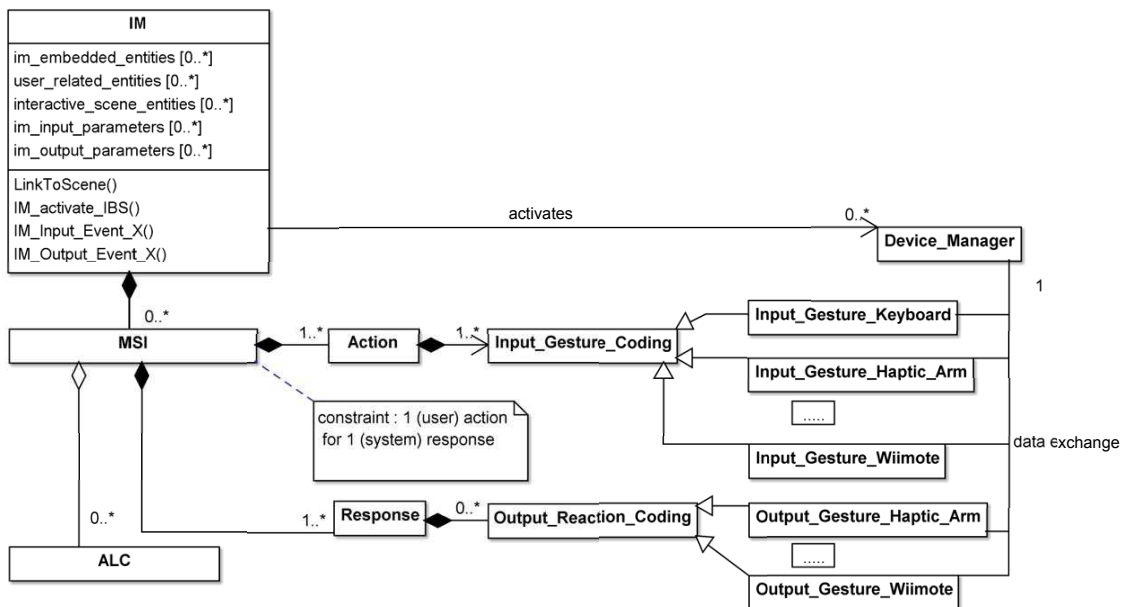 IM
im_embedded_entities [0..*]
user_related_entities [0..*]
interactive_scene_entities [0..*]
im_input_parameters [0..*]
im_output_parameters [0..*]
LinkToScene()
IM_activate_IBS()
IM_Input_Event_X()
IM_Output_Event_X()
activates
0..*
Device_Manager
1
0..*
MSI
1..*
Action
1..*
Input_Gesture_Coding
Input_Gesture_Keyboard
Input_Gesture_Haptic_Arm
.....
Input_Gesture_Wiimote
data exchange
constraint : 1 (user) action
for 1 (system) response
0..*
ALC
1..*
Response
0..*
Output_Reaction_Coding
Output_Gesture_Haptic_Arm
.....
Output_Gesture_Wiimote